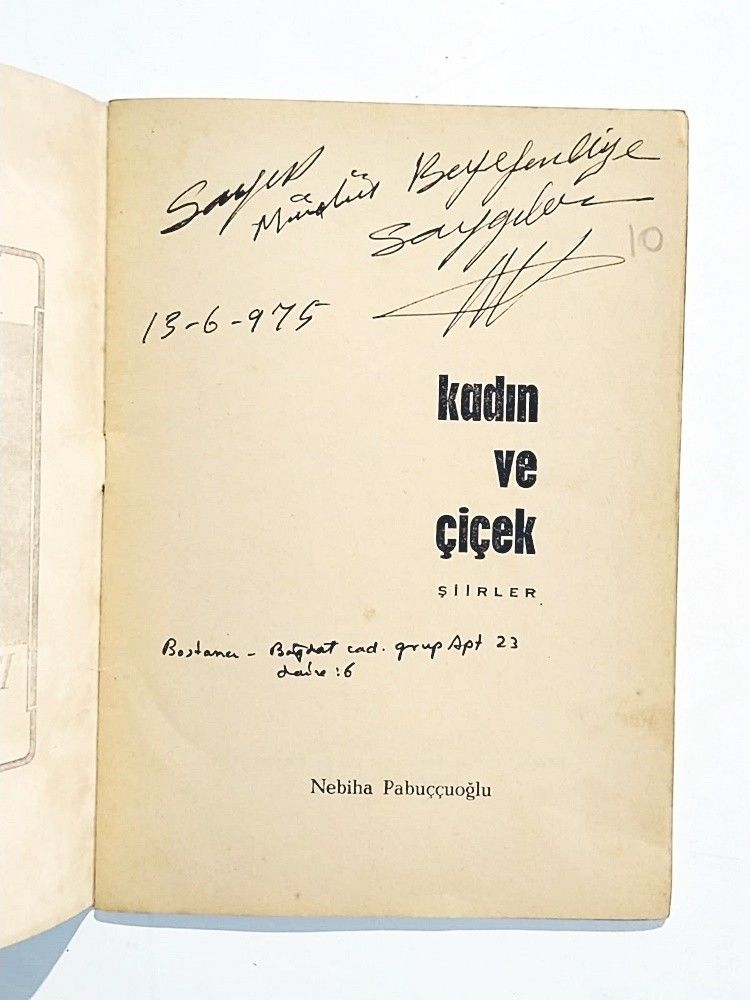 Sayın
Müdür Beyefendiye
Saygılar
10
13-6-975
kadın
ve
çiçek
ŞİİRLER
Bostancı - Bağdat cad. grup Apt 23
daire :6
Nebiha Pabuççuoğlu